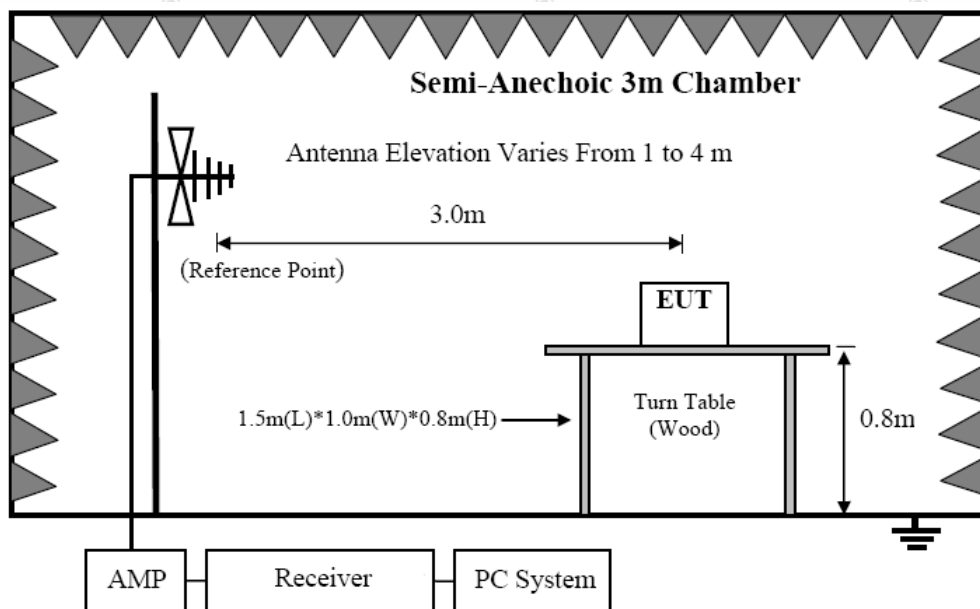 Semi-Anechoic 3m Chamber
Antenna Elevation Varies From 1 to 4 m
3.0m
(Reference Point)
EUT
1.5m(L)*1.0m(W)*0.8m(H)
Turn Table
(Wood)
0.8m
AMP
Receiver
PC System